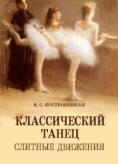 В. С. КОСТРОВИЦКАЯ
КЛАССИЧЕСКИЙ
ТАНЕЦ
СЛИТНЫЕ ДВИЖЕНИЯ